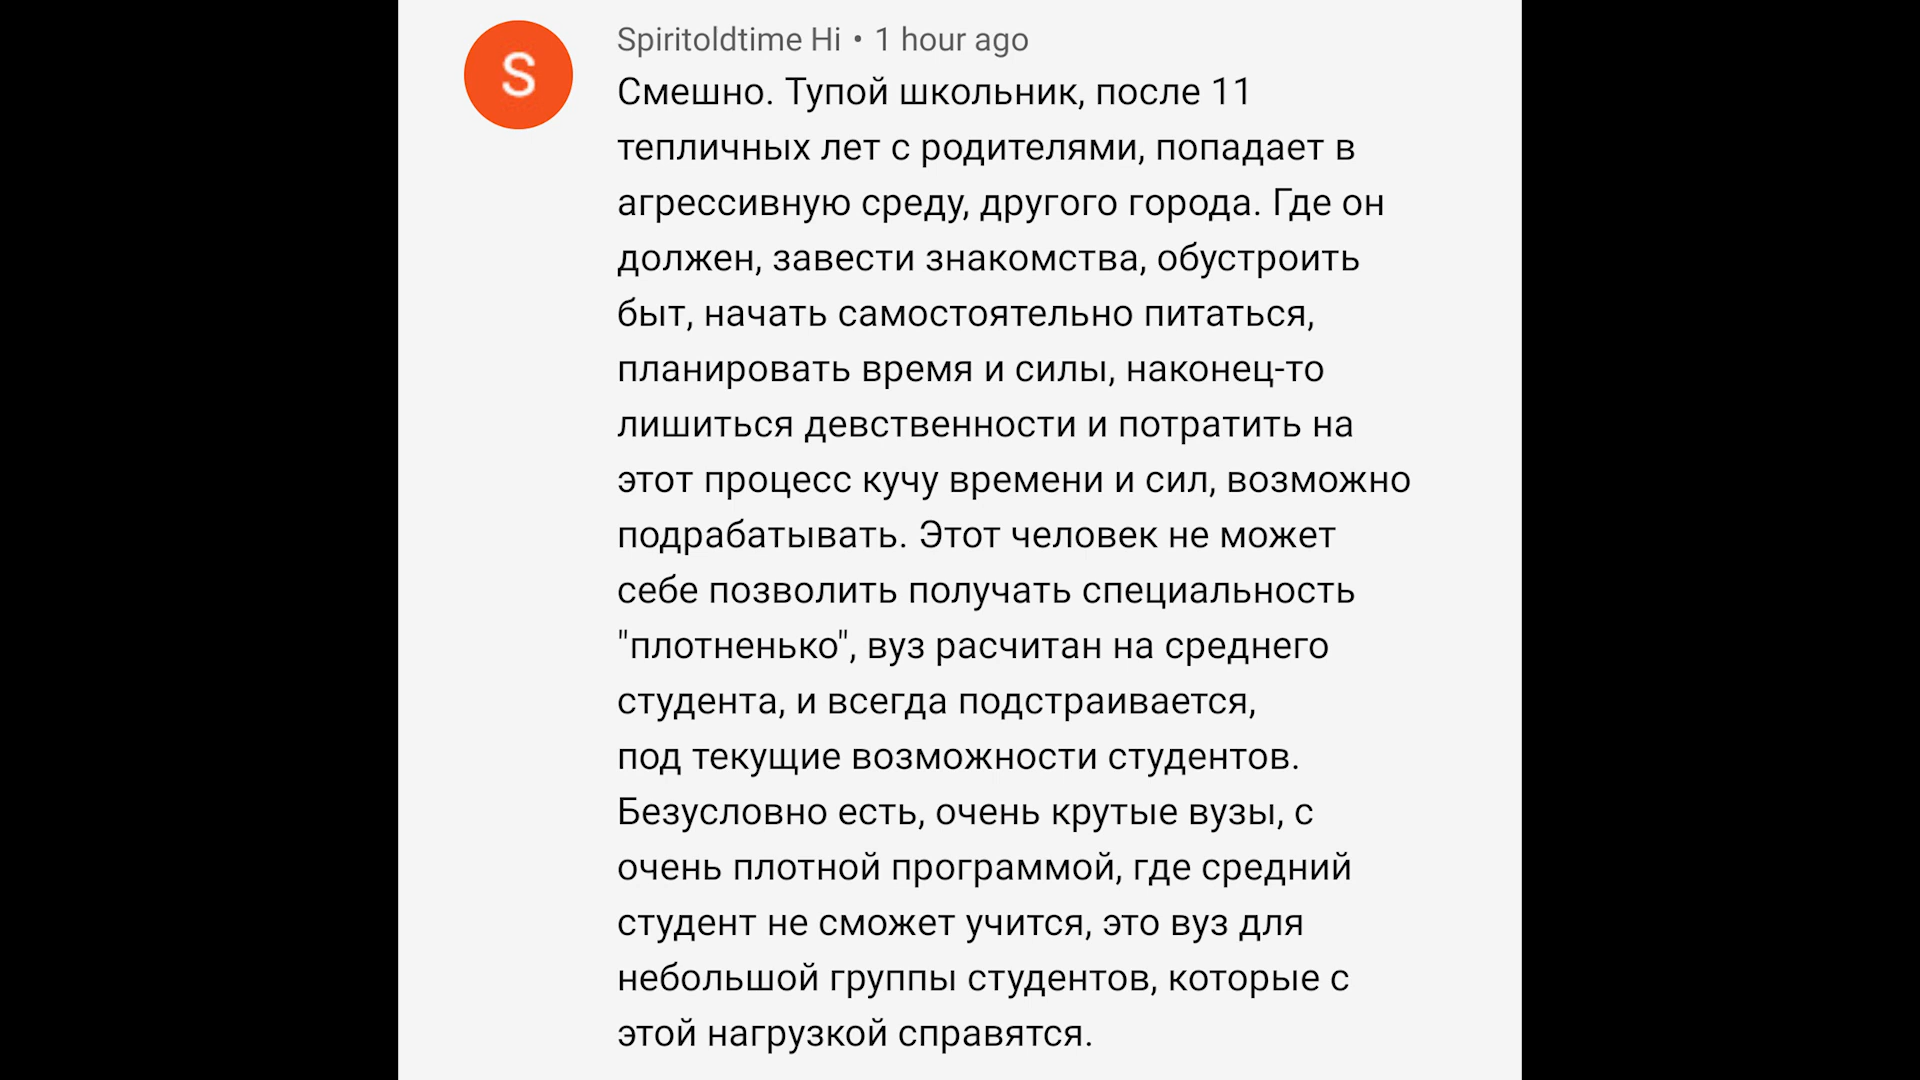 S
Spiritoldtime Hi • 1 hour ago
Смешно. Тупой школьник, после 11
тепличных лет с родителями, попадает в
агрессивную среду, другого города. Где он
должен, завести знакомства, обустроить
быт, начать самостоятельно питаться,
планировать время и силы, наконец-то
лишиться девственности и потратить на
этот процесс кучу времени и сил, возможно
подрабатывать. Этот человек не может
себе позволить получать специальность
"плотненько", вуз расчитан на среднего
студента, и всегда подстраивается,
под текущие возможности студентов.
Безусловно есть, очень крутые вузы, с
очень плотной программой, где средний
студент не сможет учится, это вуз для
небольшой группы студентов, которые с
этой нагрузкой справятся.